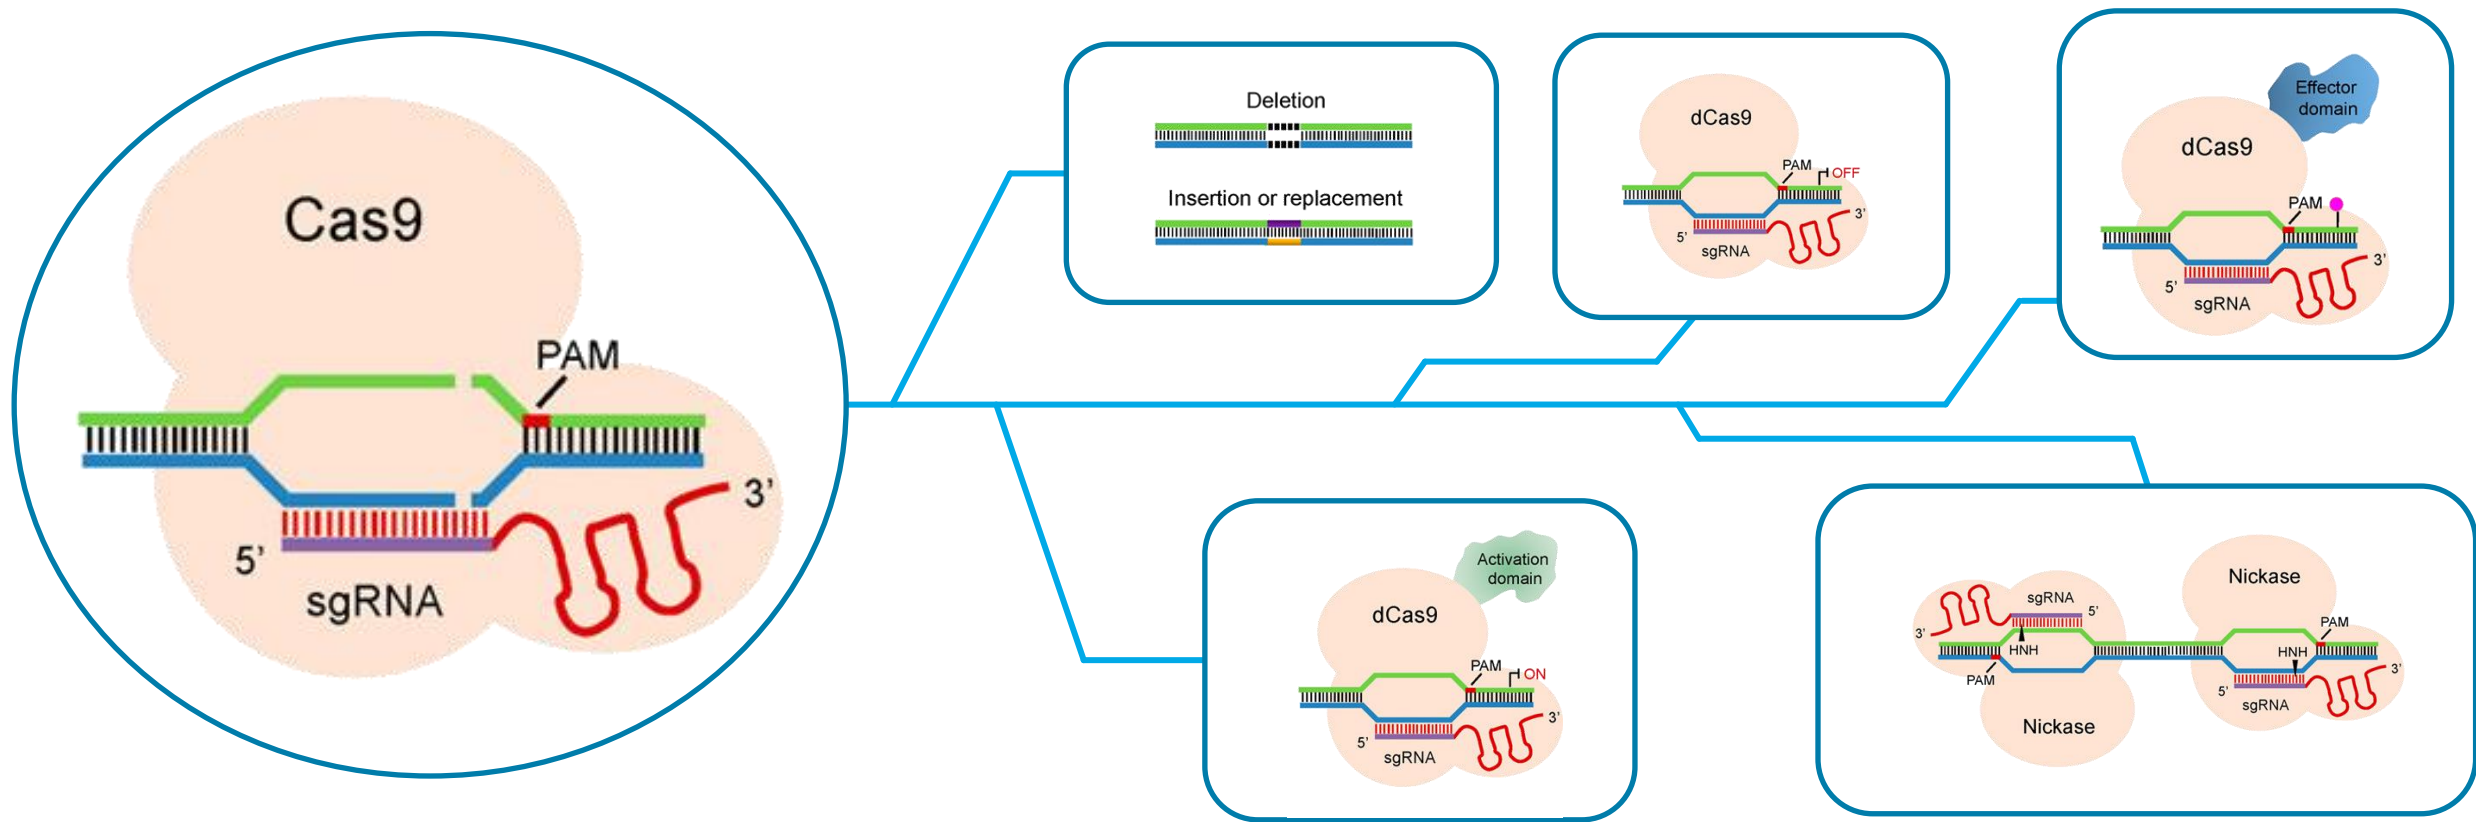 Cas9
PAM
3’
5’
sgRNA
Deletion
Insertion or replacement
dCas9
PAM
OFF
3’
5’
sgRNA
Effector
domain
dCas9
PAM
3’
5’
sgRNA
Activation
domain
dCas9
PAM
ON
3’
5’
sgRNA
sgRNA
5’
3’
HNH
PAM
Nickase
Nickase
PAM
HNH
3’
5’
sgRNA